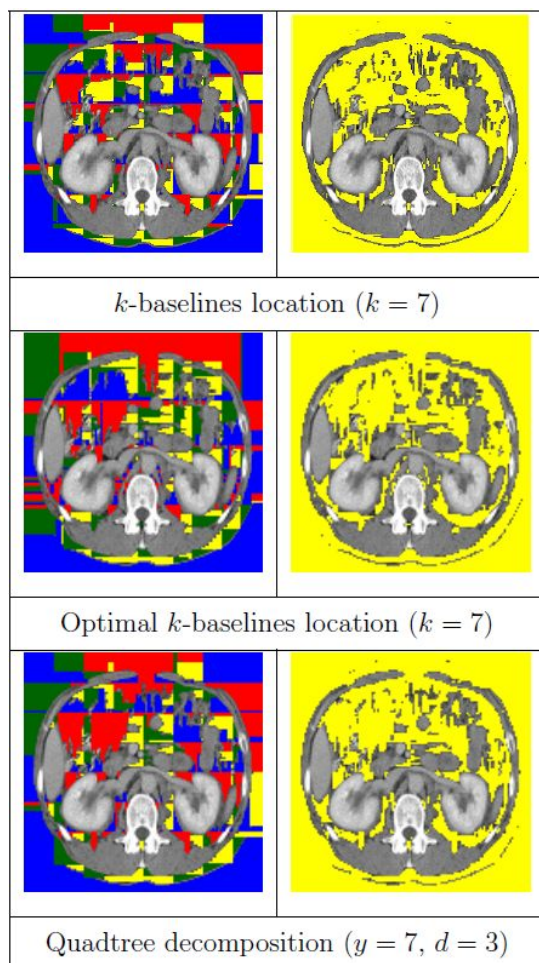 k-baselines location (k = 7)
Optimal k-baselines location (k = 7)
Quadtree decomposition (y = 7, d = 3)